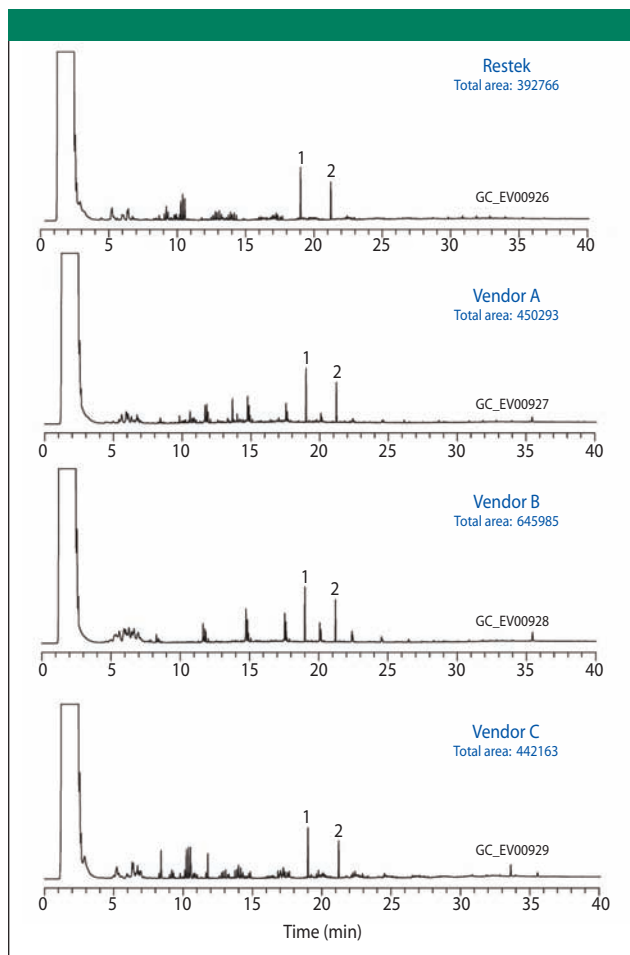 Restek
Total area: 392766
1
2
GC_EV00926
0 5 10 15 20 25 30 35 40
Vendor A
Total area: 450293
1
2
GC_EV00927
0 5 10 15 20 25 30 35 40
Vendor B
Total area: 645985
1
2
GC_EV00928
0 5 10 15 20 25 30 35 40
Vendor C
Total area: 442163
1
2
GC_EV00929
0 5 10 15 20 25 30 35 40
Time (min)